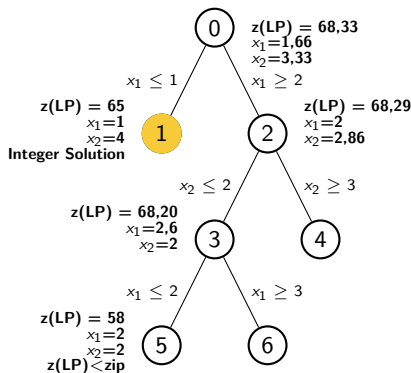 0
z(LP) = 68,33
x₁=1,66
x₂=3,33
x₁ ≤ 1
x₁ ≥ 2
z(LP) = 65
x₁=1
x₂=4
Integer Solution
1
2
z(LP) = 68,29
x₁=2
x₂=2,86
x₂ ≤ 2
x₂ ≥ 3
z(LP) = 68,20
x₁=2,6
x₂=2
3
4
x₁ ≤ 2
x₁ ≥ 3
z(LP) = 58
x₁=2
x₂=2
z(LP)<zip
5
6